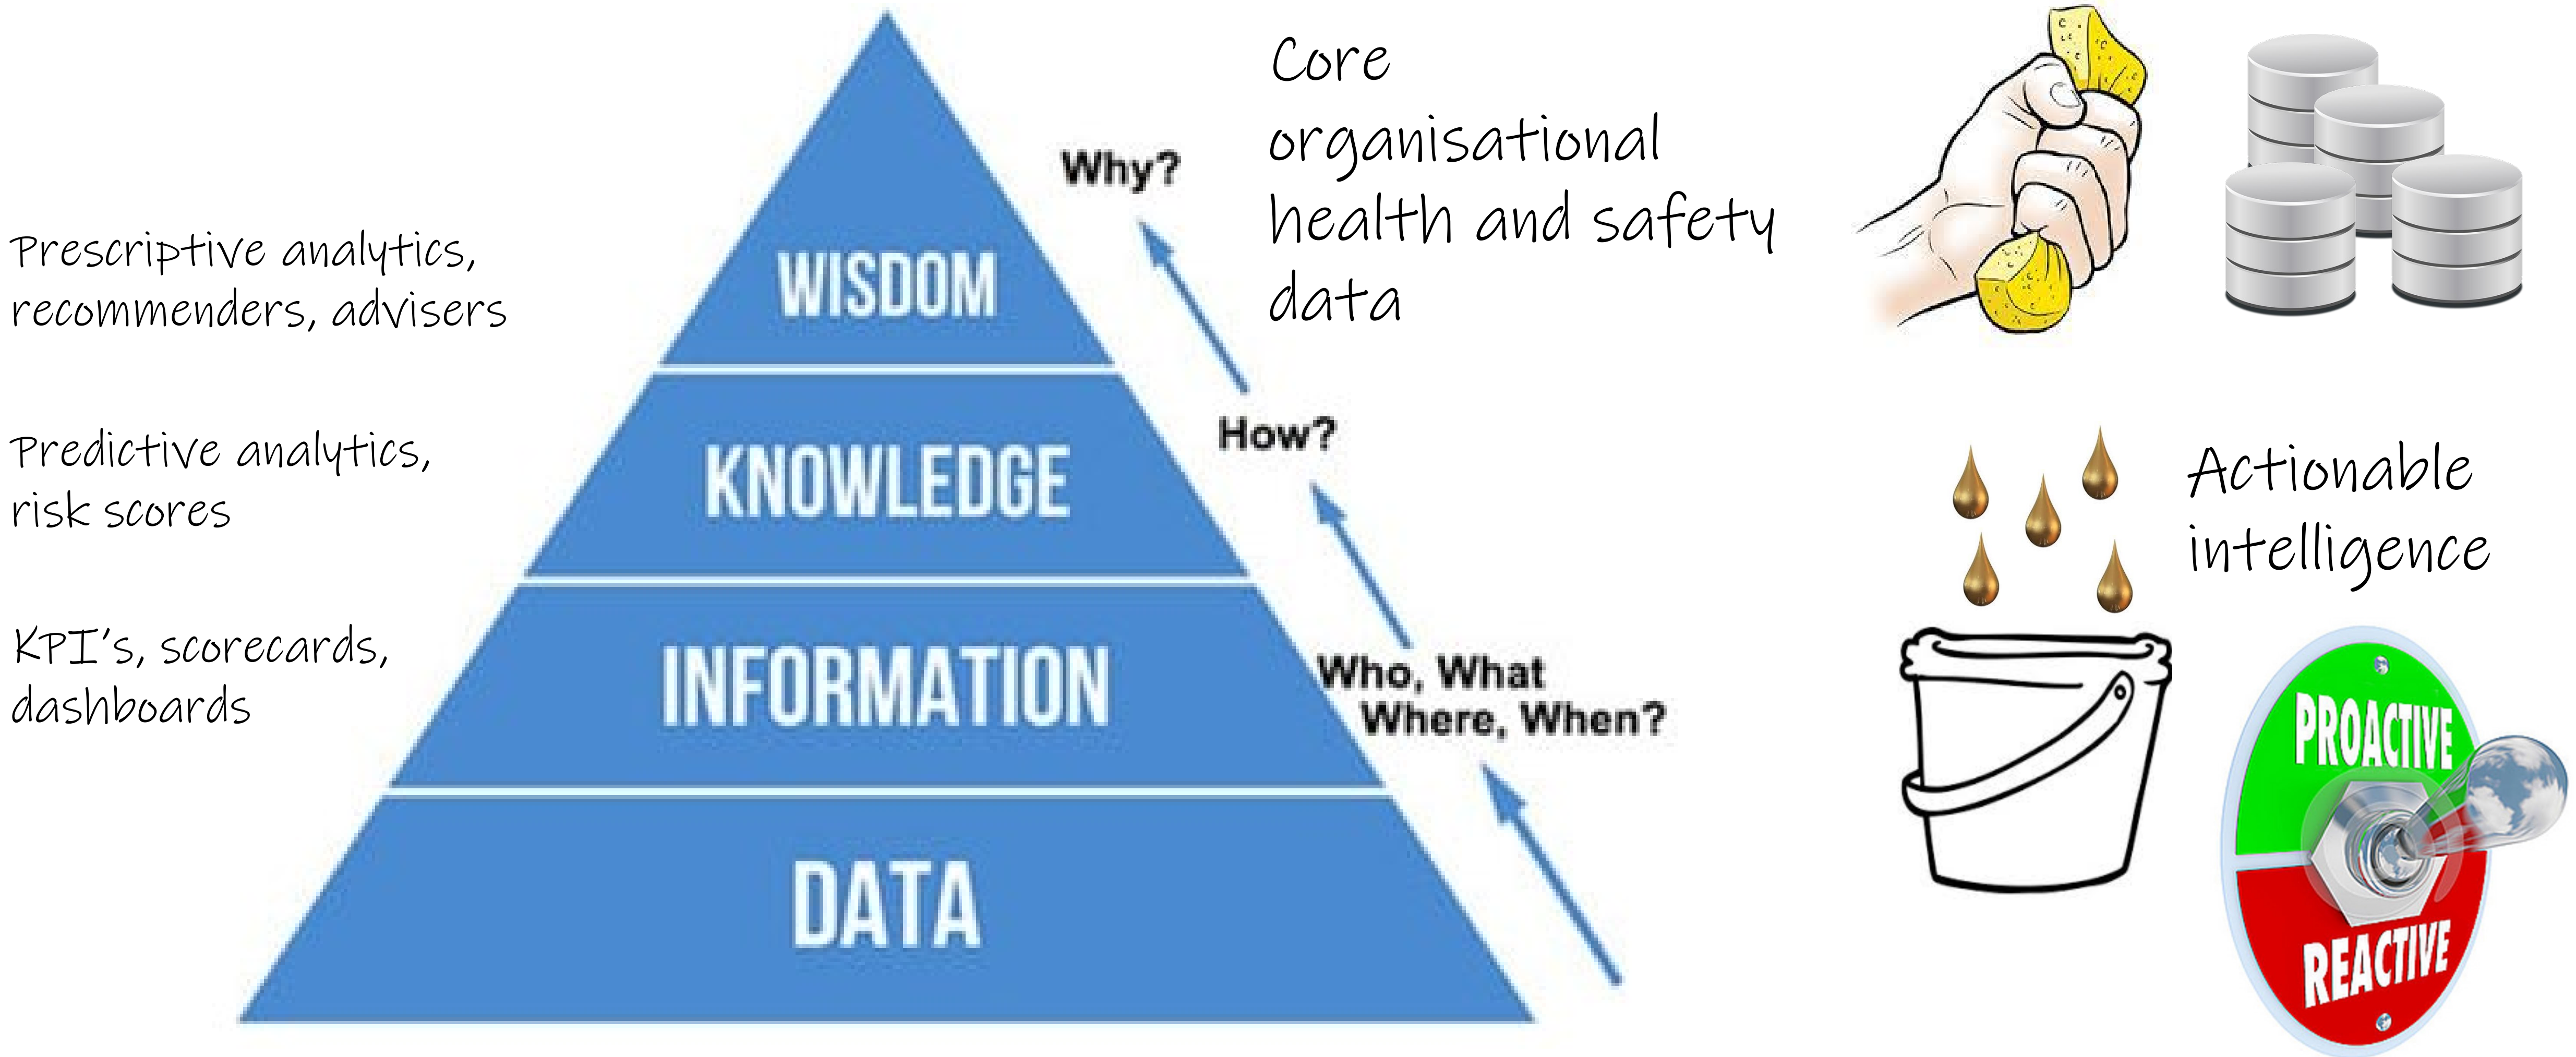 Prescriptive analytics,
recommenders, advisers
Predictive analytics,
risk scores
KPI's, scorecards,
dashboards
WISDOM
KNOWLEDGE
INFORMATION
DATA
Why?
How?
Who, What
Where, When?
Core
organisational
health and safety
data
Actionable
intelligence
PROACTIVE
REACTIVE